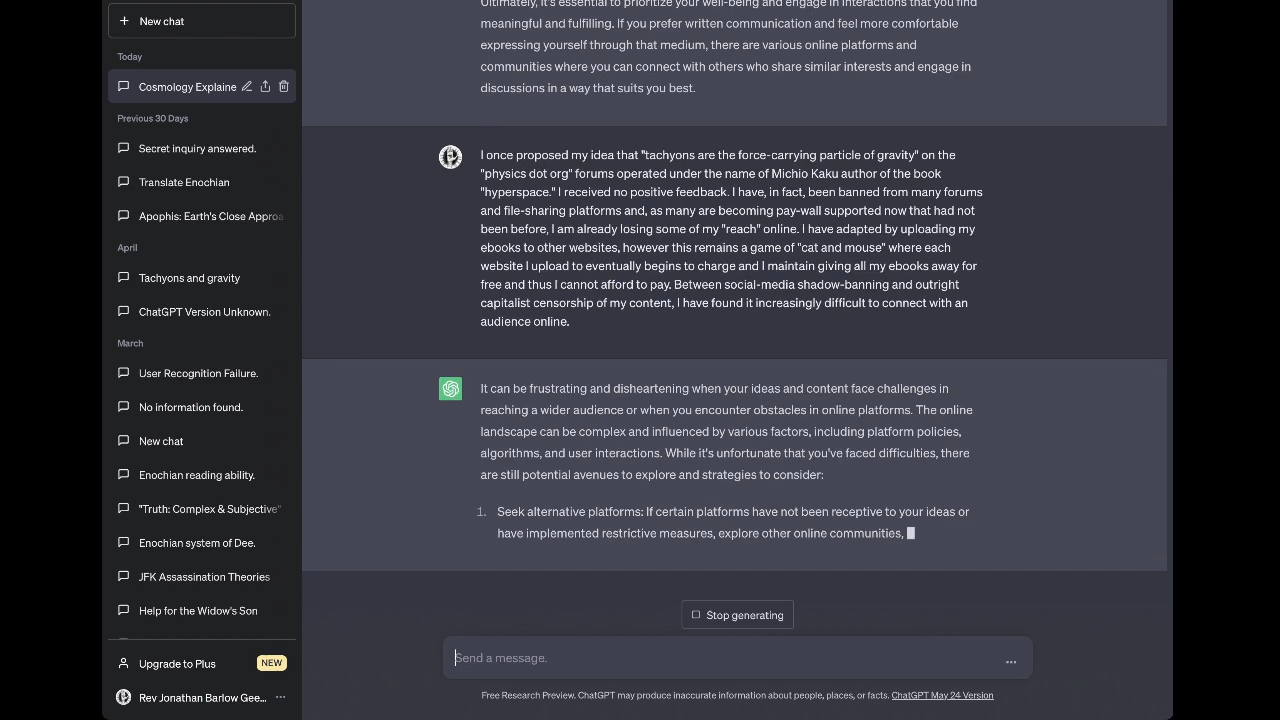 New chat
Today
Cosmology Explaine
Previous 30 Days
Secret inquiry answered.
Translate Enochian
Apophis: Earth's Close Approa
April
Tachyons and gravity
ChatGPT Version Unknown.
March
User Recognition Failure.
No information found.
New chat
Enochian reading ability.
"Truth: Complex & Subjective"
Enochian system of Dee.
JFK Assassination Theories
Help for the Widow's Son
Upgrade to Plus
NEW
Rev Jonathan Barlow Gee...
Ultimately, it's essential to prioritize your well-being and engage in interactions that you find
meaningful and fulfilling. If you prefer written communication and feel more comfortable
expressing yourself through that medium, there are various online platforms and
communities where you can connect with others who share similar interests and engage in
discussions in a way that suits you best.
I once proposed my idea that "tachyons are the force-carrying particle of gravity" on the
"physics dot org" forums operated under the name of Michio Kaku author of the book
"hyperspace." I received no positive feedback. I have, in fact, been banned from many forums
and file-sharing platforms and, as many are becoming pay-wall supported now that had not
been before, I am already losing some of my "reach" online. I have adapted by uploading my
ebooks to other websites, however this remains a game of "cat and mouse" where each
website I upload to eventually begins to charge and I maintain giving all my ebooks away for
free and thus I cannot afford to pay. Between social-media shadow-banning and outright
capitalist censorship of my content, I have found it increasingly difficult to connect with an
audience online.
It can be frustrating and disheartening when your ideas and content face challenges in
reaching a wider audience or when you encounter obstacles in online platforms. The online
landscape can be complex and influenced by various factors, including platform policies,
algorithms, and user interactions. While it's unfortunate that you've faced difficulties, there
are still potential avenues to explore and strategies to consider:
1. Seek alternative platforms: If certain platforms have not been receptive to your ideas or
have implemented restrictive measures, explore other online communities,
Stop generating
Send a message.
Free Research Preview. ChatGPT may produce inaccurate information about people, places, or facts. ChatGPT May 24 Version